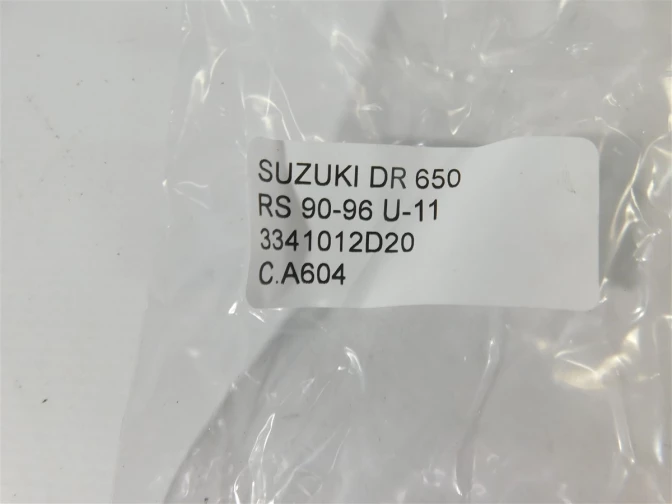 SUZUKI DR 650
RS 90-96 U-11
3341012D20
C.A604